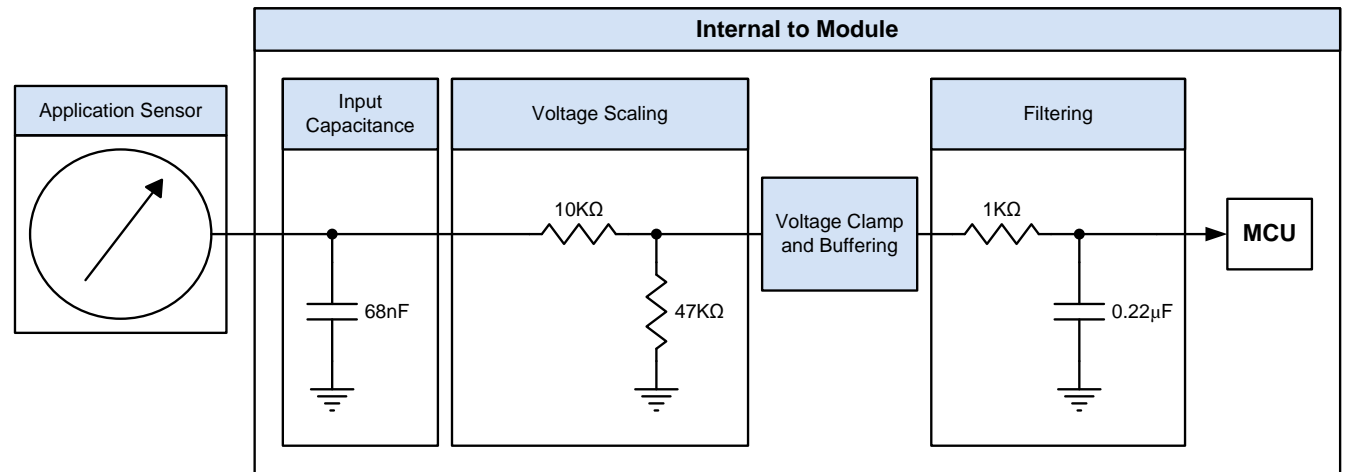 Internal to Module
Application Sensor
Input
Capacitance
Voltage Scaling
Filtering
10KΩ
1KΩ
Voltage Clamp
and Buffering
MCU
68nF
47KΩ
0.22μF